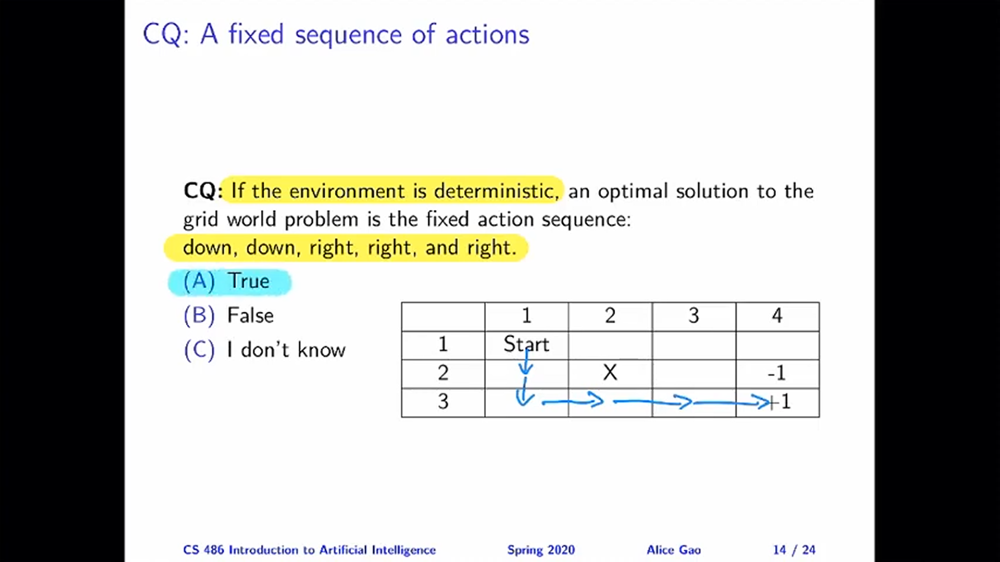 CQ: A fixed sequence of actions
CQ: If the environment is deterministic, an optimal solution to the
grid world problem is the fixed action sequence:
down, down, right, right, and right.
(A) True
(B) False
(C) I don't know
1 2 3 4
1 Start
2 X -1
3 +1
CS 486 Introduction to Artificial Intelligence Spring 2020 Alice Gao 14 / 24